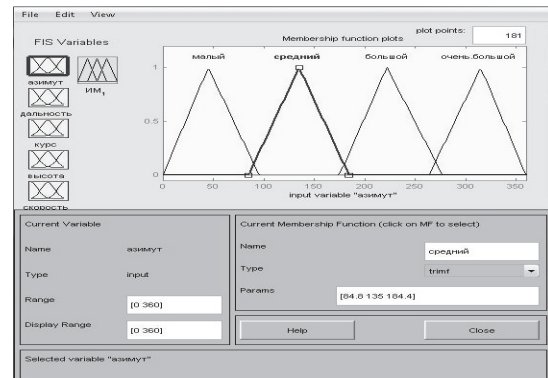 File Edit View
FIS Variables
азимут
дальность
курс
высота
скорость
ИМ1
Membership function plots
plot points:
181
малый средний большой очень.большой
1
0.5
0
0 50 100 150 200 250 300 350
input variable "азимут"
Current Variable
Name азимут
Type input
Range [0 360]
Display Range [0 360]
Current Membership Function (click on MF to select)
Name средний
Type trimf
Params [84.8 135 184.4]
Help Close
Selected variable "азимут"